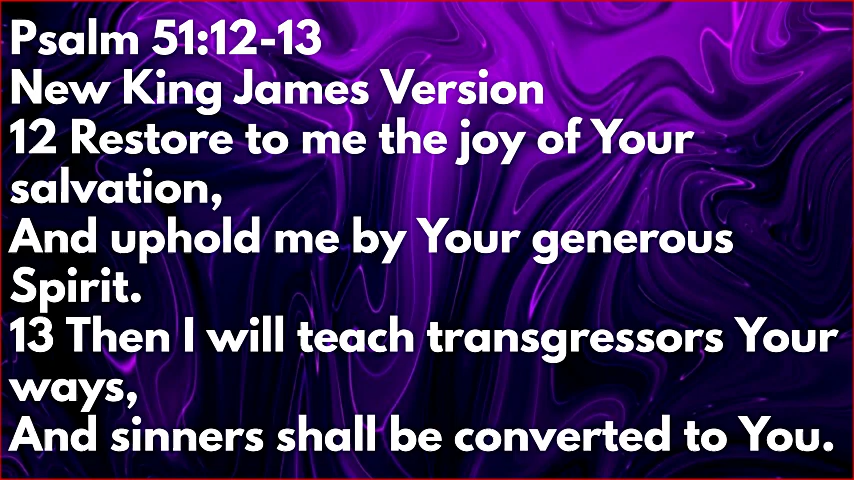 Psalm 51:12-13
New King James Version
12 Restore to me the joy of Your
salvation,
And uphold me by Your generous
Spirit.
13 Then I will teach transgressors Your
ways,
And sinners shall be converted to You.